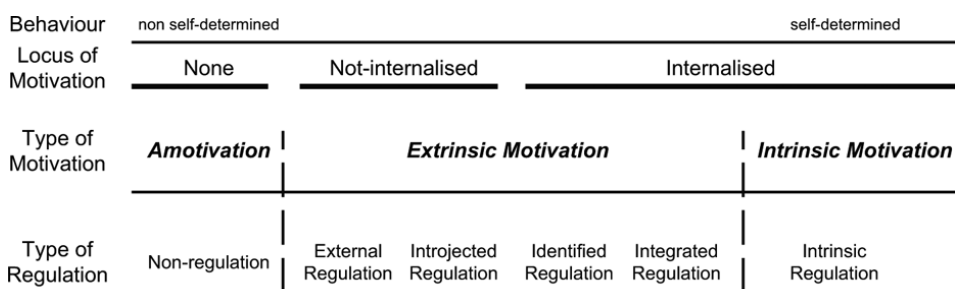 Behaviour non self-determined self-determined
Locus of
Motivation
None Not-internalised Internalised
Type of
Motivation
Amotivation Extrinsic Motivation Intrinsic Motivation
Type of
Regulation
Non-regulation
External
Regulation
Introjected
Regulation
Identified
Regulation
Integrated
Regulation
Intrinsic
Regulation